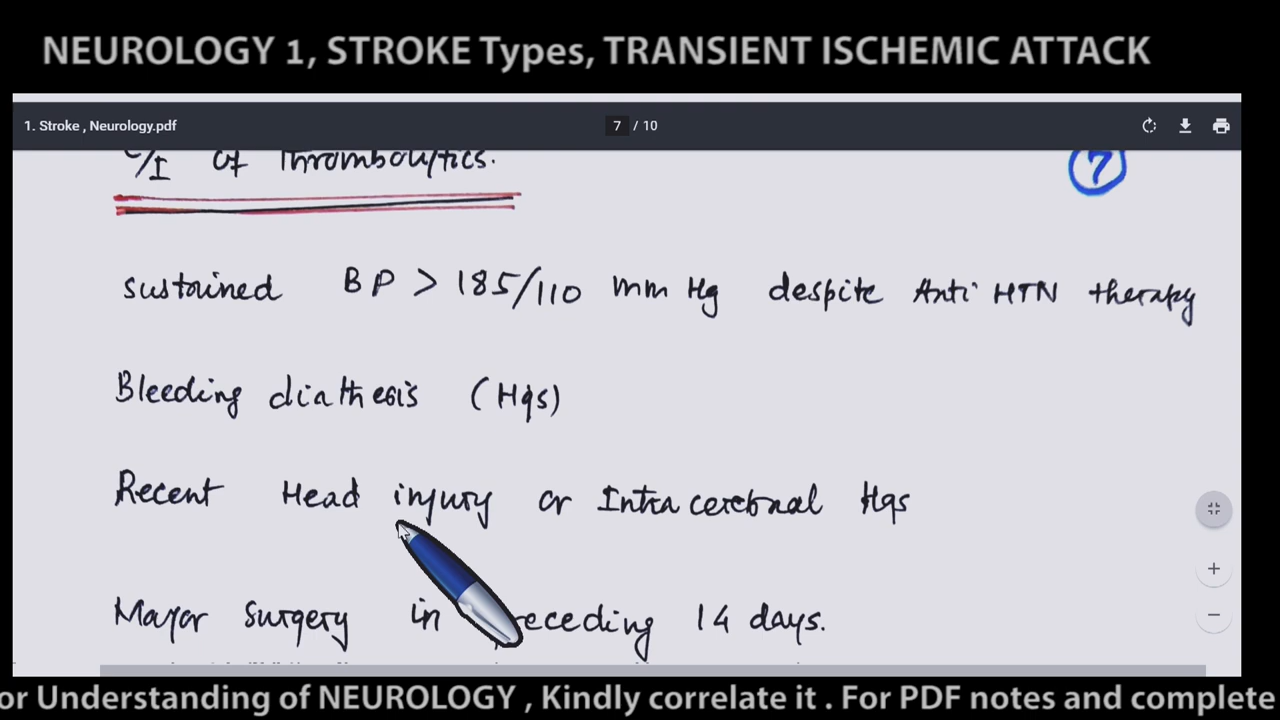 NEUROLOGY 1, STROKE Types, TRANSIENT ISCHEMIC ATTACK
1. Stroke , Neurology.pdf 7 / 10
C/I of Thrombolytics. 7
sustained BP > 185/110 mm Hg despite Anti HTN therapy
Bleeding diathesis (Hgs)
Recent Head injury or Intracerebral Hgs
Major Surgery in preceding 14 days.
or Understanding of NEUROLOGY , Kindly correlate it . For PDF notes and complete